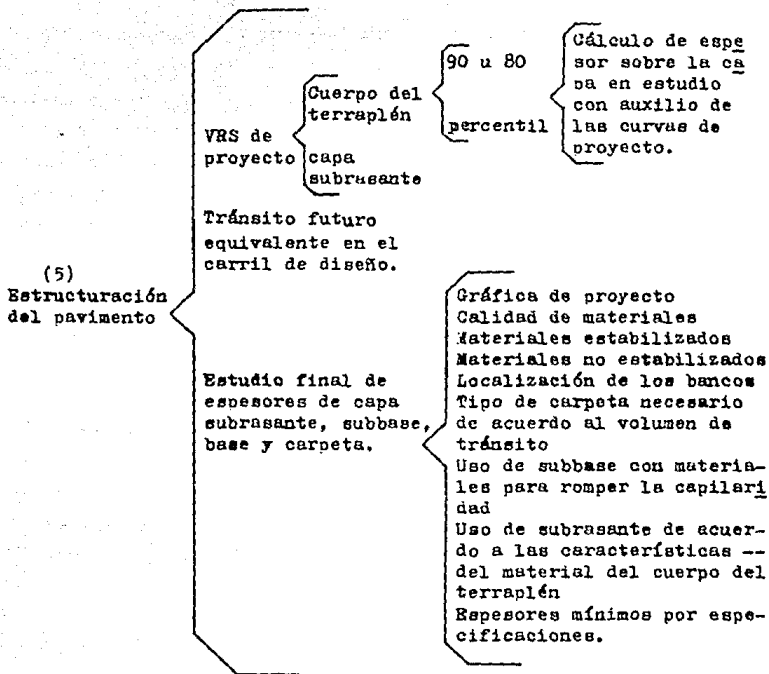 (5)
Estructuración
del pavimento
VRS de
proyecto
Cuerpo del
terraplén
capa
subrasante
90 u 80
percentil
Cálculo de espe
sor sobre la ca
pa en estudio
con auxilio de
las curvas de
proyecto.
Tránsito futuro
equivalente en el
carril de diseño.
Estudio final de
espesores de capa
subrasante, subbase,
base y carpeta.
Gráfica de proyecto
Calidad de materiales
Materiales estabilizados
Materiales no estabilizados
Localización de los bancos
Tipo de carpeta necesario
de acuerdo al volumen de
tránsito
Uso de subbase con materia-
les para romper la capilari
dad
Uso de subrasante de acuer-
do a las características --
del material del cuerpo del
terraplén
Espesores mínimos por espe-
cificaciones.